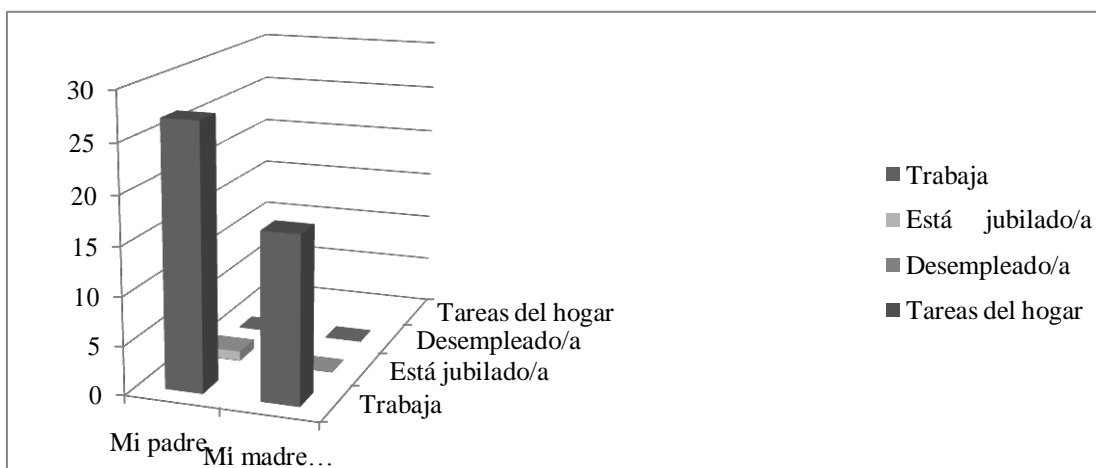 30
25
20
15
10
5
0
Tareas del hogar
Desempleado/a
Está jubilado/a
Trabaja
Mi padre…
Mi madre…
Trabaja
Está jubilado/a
Desempleado/a
Tareas del hogar